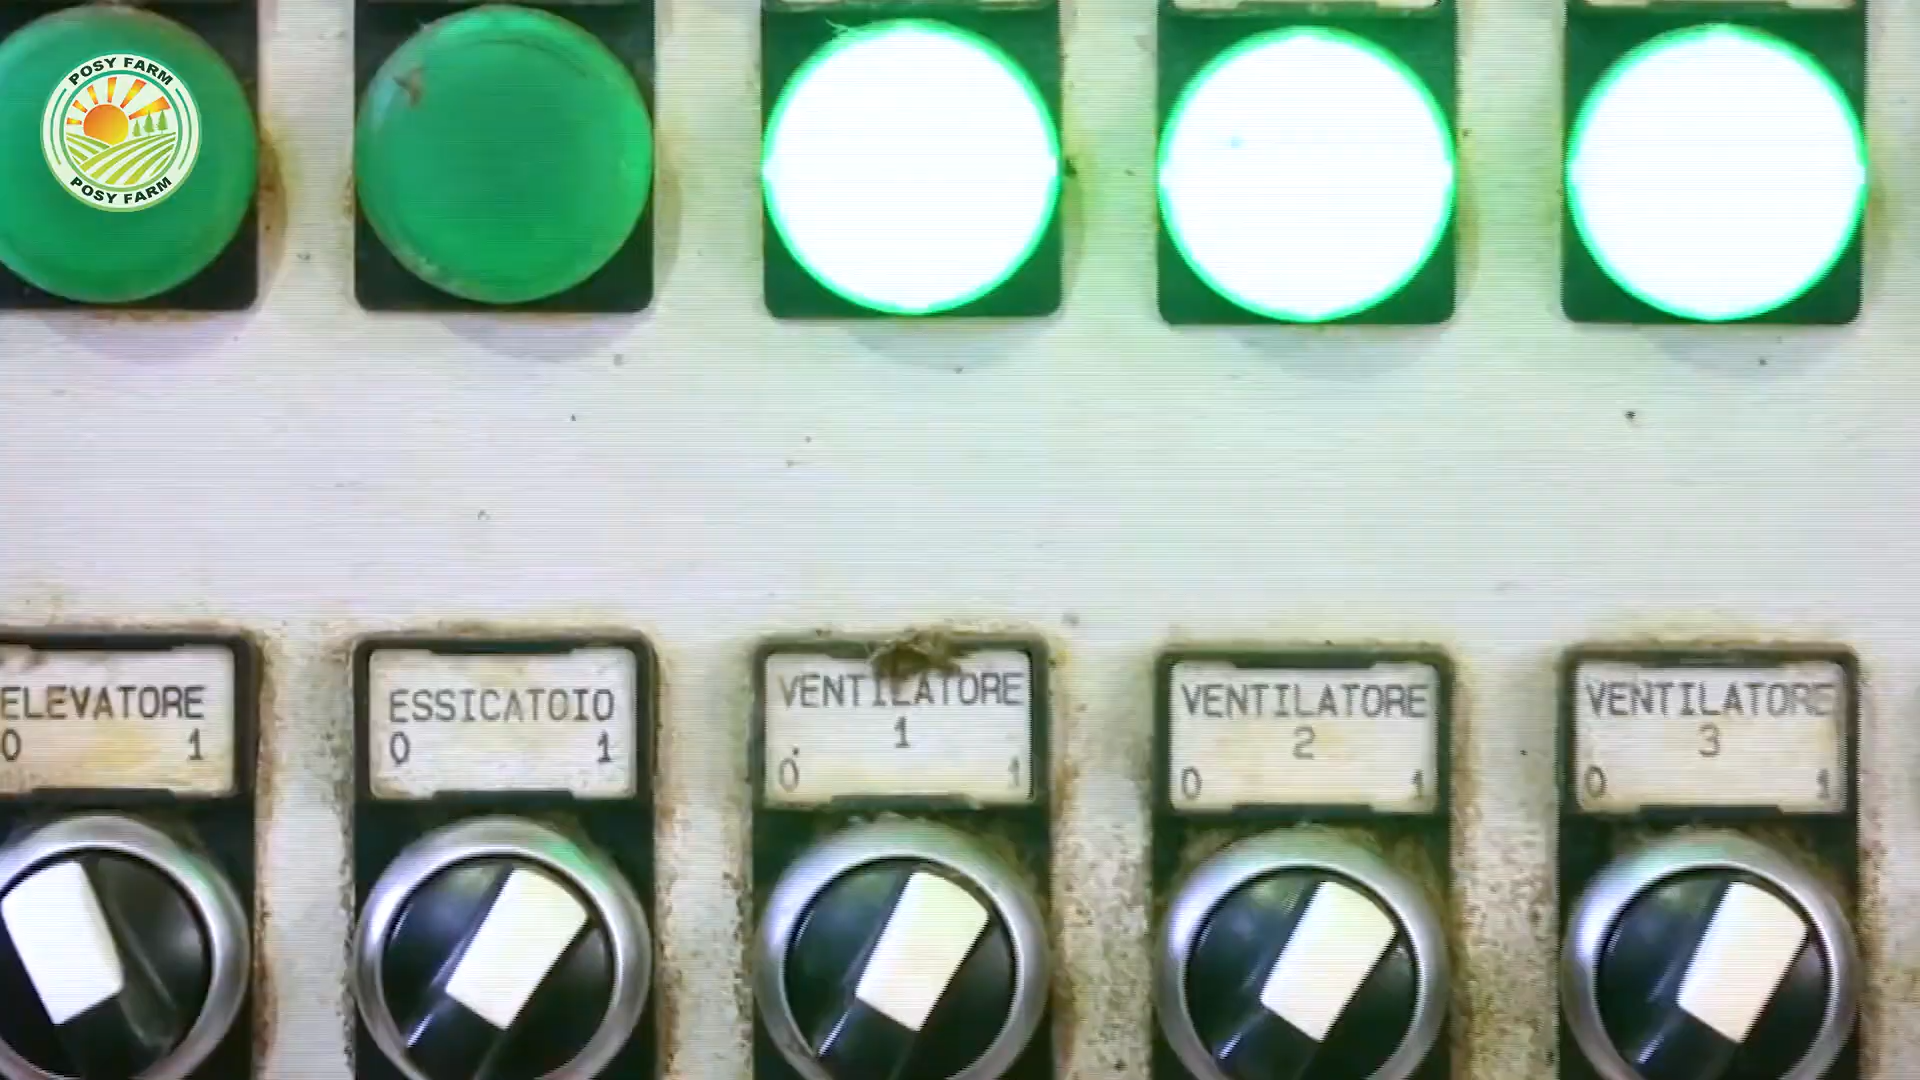 POSY FARM
POSY FARM
ELEVATORE
0 1
ESSICATOIO
0 1
VENTILATORE
1
0 1
VENTILATORE
2
0 1
VENTILATORE
3
0 1